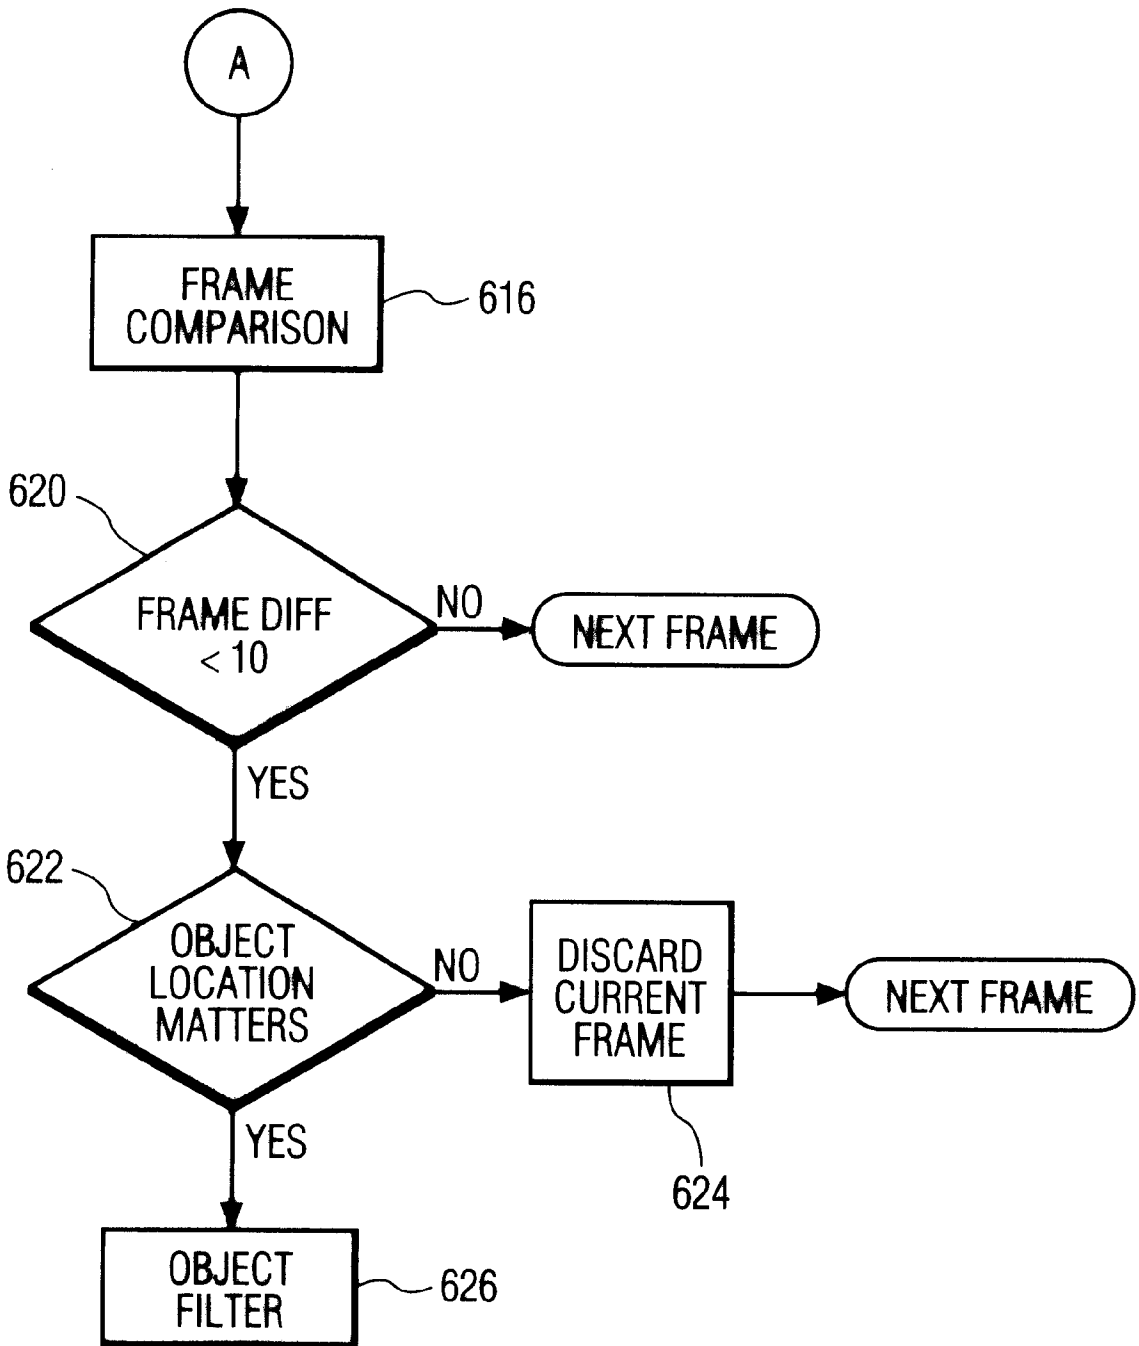 A
FRAME
COMPARISON
616
620
FRAME DIFF
< 10
NO
NEXT FRAME
YES
622
OBJECT
LOCATION
MATTERS
NO
DISCARD
CURRENT
FRAME
NEXT FRAME
624
YES
OBJECT
FILTER
626